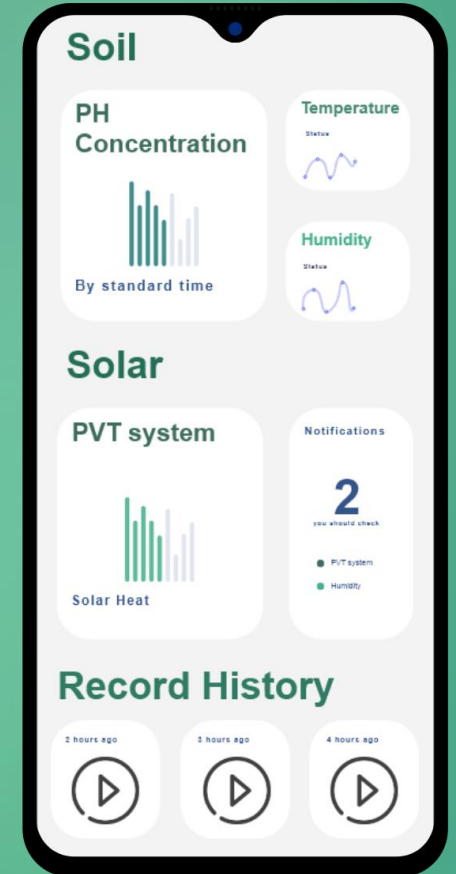 Soil
PH
Concentration
By standard time
Temperature
Status
Humidity
Status
Solar
PVT system
Solar Heat
Notifications
2
you should check
PVT system
Humidity
Record History
2 hours ago
3 hours ago
4 hours ago